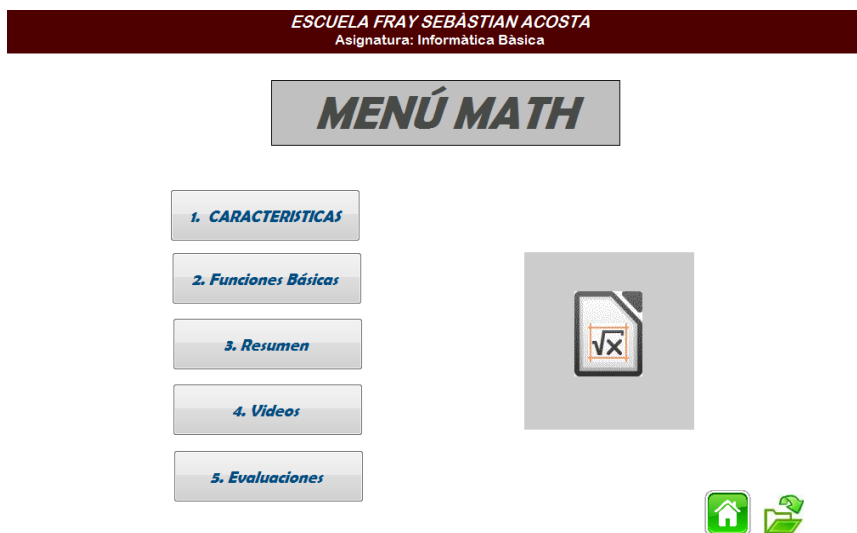 ESCUELA FRAY SEBÀSTIAN ACOSTA
Asignatura: Informàtica Bàsica
MENÚ MATH
1. CARACTERISTICAS
2. Funciones Básicas
3. Resumen
4. Videos
5. Evaluaciones
√x